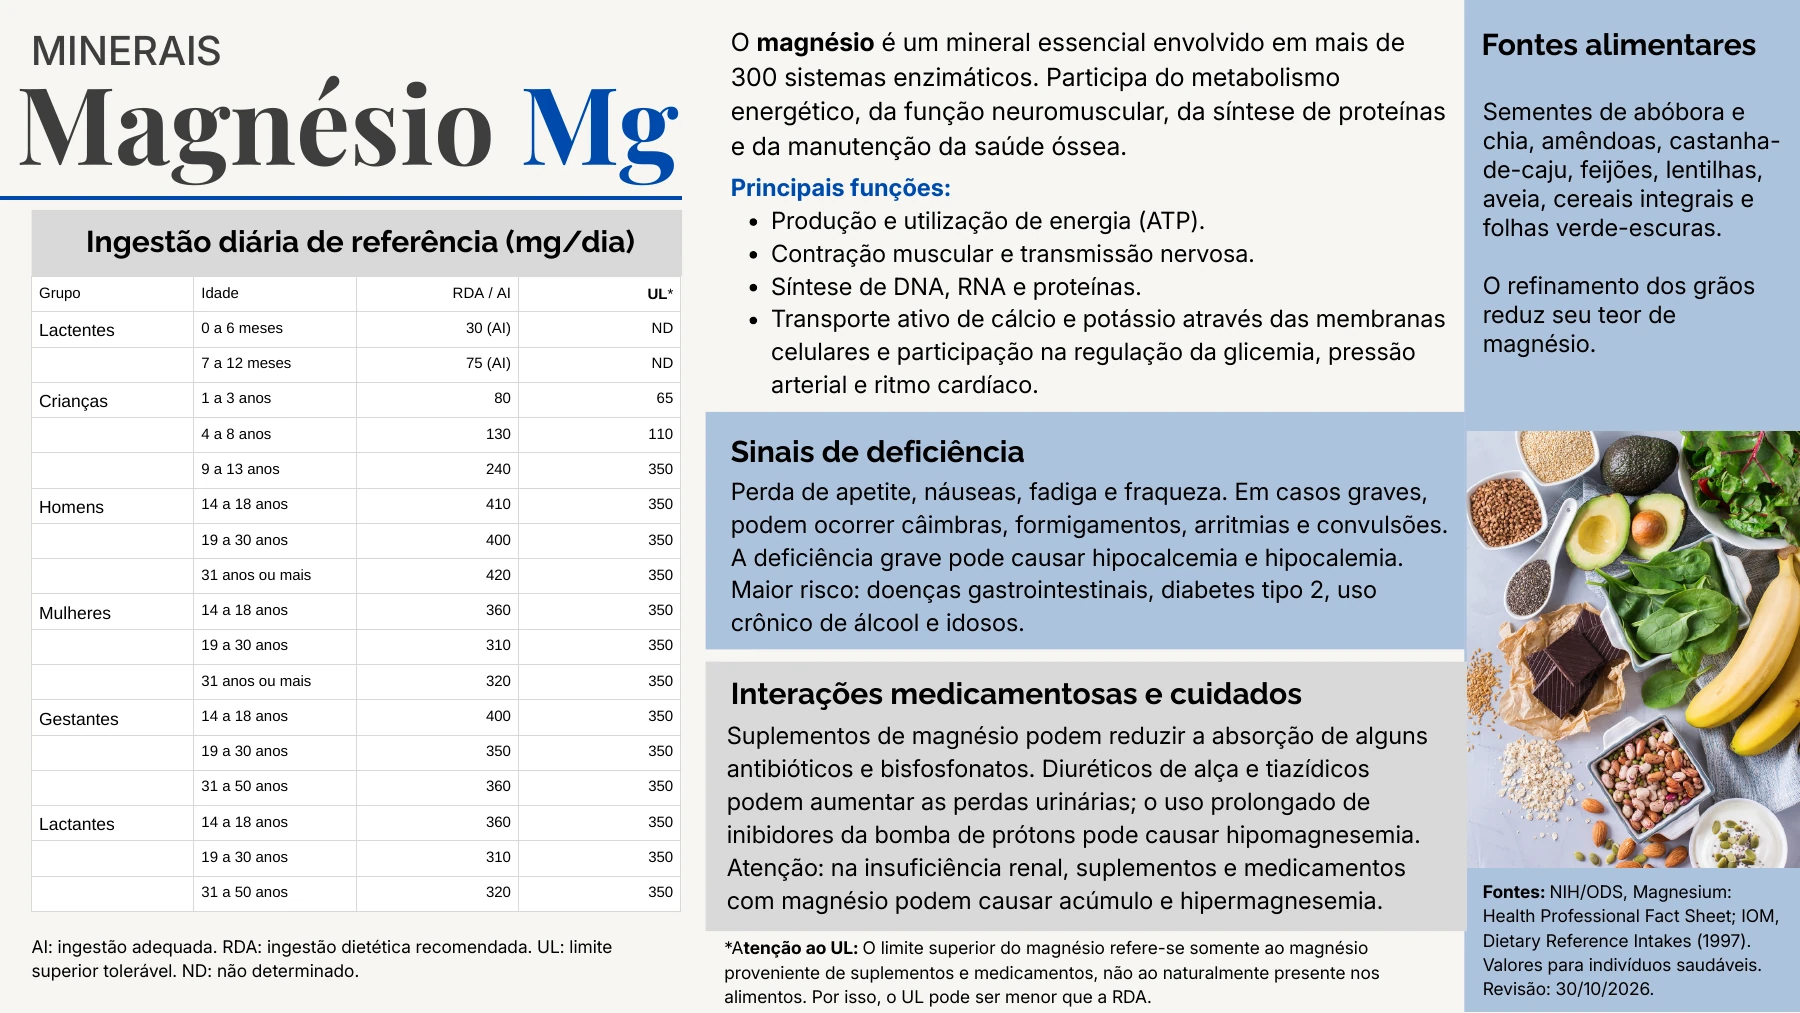 MINERAIS
Magnésio Mg
Ingestão diária de referência (mg/dia)
Grupo Idade RDA / AI UL*
Lactentes 0 a 6 meses 30 (AI) ND
7 a 12 meses 75 (AI) ND
Crianças 1 a 3 anos 80 65
4 a 8 anos 130 110
9 a 13 anos 240 350
Homens 14 a 18 anos 410 350
19 a 30 anos 400 350
31 anos ou mais 420 350
Mulheres 14 a 18 anos 360 350
19 a 30 anos 310 350
31 anos ou mais 320 350
Gestantes 14 a 18 anos 400 350
19 a 30 anos 350 350
31 a 50 anos 360 350
Lactantes 14 a 18 anos 360 350
19 a 30 anos 310 350
31 a 50 anos 320 350
AI: ingestão adequada. RDA: ingestão dietética recomendada. UL: limite
superior tolerável. ND: não determinado.
O magnésio é um mineral essencial envolvido em mais de
300 sistemas enzimáticos. Participa do metabolismo
energético, da função neuromuscular, da síntese de proteínas
e da manutenção da saúde óssea.
Principais funções:
• Produção e utilização de energia (ATP).
• Contração muscular e transmissão nervosa.
• Síntese de DNA, RNA e proteínas.
• Transporte ativo de cálcio e potássio através das membranas
celulares e participação na regulação da glicemia, pressão
arterial e ritmo cardíaco.
Sinais de deficiência
Perda de apetite, náuseas, fadiga e fraqueza. Em casos graves,
podem ocorrer câimbras, formigamentos, arritmias e convulsões.
A deficiência grave pode causar hipocalcemia e hipocalemia.
Maior risco: doenças gastrointestinais, diabetes tipo 2, uso
crônico de álcool e idosos.
Interações medicamentosas e cuidados
Suplementos de magnésio podem reduzir a absorção de alguns
antibióticos e bisfosfonatos. Diuréticos de alça e tiazídicos
podem aumentar as perdas urinárias; o uso prolongado de
inibidores da bomba de prótons pode causar hipomagnesemia.
Atenção: na insuficiência renal, suplementos e medicamentos
com magnésio podem causar acúmulo e hipermagnesemia.
*Atenção ao UL: O limite superior do magnésio refere-se somente ao magnésio
proveniente de suplementos e medicamentos, não ao naturalmente presente nos
alimentos. Por isso, o UL pode ser menor que a RDA.
Fontes alimentares
Sementes de abóbora e
chia, amêndoas, castanha-
de-caju, feijões, lentilhas,
aveia, cereais integrais e
folhas verde-escuras.
O refinamento dos grãos
reduz seu teor de
magnésio.
Fontes: NIH/ODS, Magnesium:
Health Professional Fact Sheet; IOM,
Dietary Reference Intakes (1997).
Valores para indivíduos saudáveis.
Revisão: 30/10/2026.